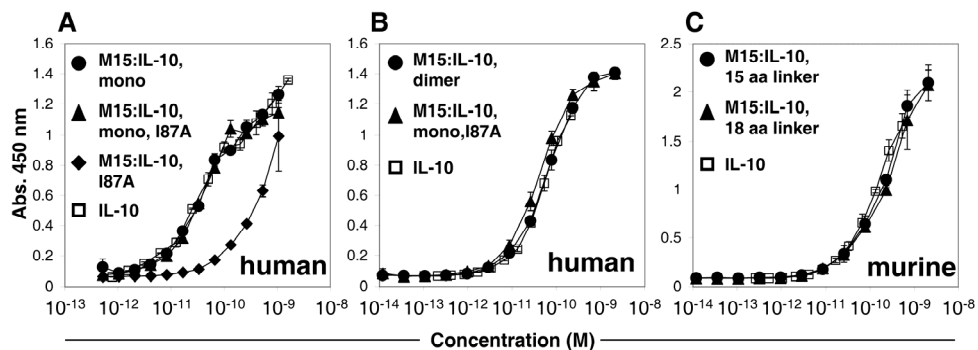 A
1.6
1.4
1.2
1
0.8
0.6
0.4
0.2
0
Abs. 450 nm
M15:IL-10,
mono
M15:IL-10,
mono, I87A
M15:IL-10,
I87A
IL-10
human
10-13 10-12 10-11 10-10 10-9 10-8
B
1.6
1.4
1.2
1
0.8
0.6
0.4
0.2
0
M15:IL-10,
dimer
M15:IL-10,
mono,I87A
IL-10
human
10-12 10-11 10-10 10-9
C
2.5
2
1.5
1
0.5
0
M15:IL-10,
15 aa linker
M15:IL-10,
18 aa linker
IL-10
murine
10-14 10-13 10-12 10-11 10-10 10-9 10-8
Concentration (M)